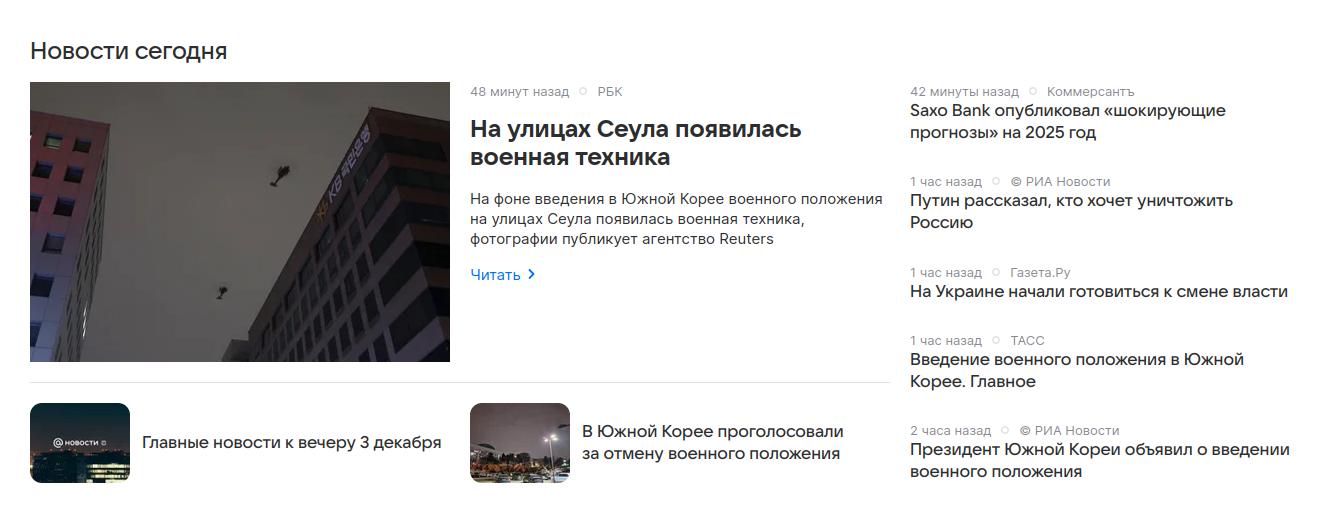 Новости сегодня
48 минут назад РБК
На улицах Сеула появилась
военная техника
На фоне введения в Южной Корее военного положения
на улицах Сеула появилась военная техника,
фотографии публикует агентство Reuters
Читать
KB국민은행
@НОВОСТИ
Главные новости к вечеру 3 декабря
В Южной Корее проголосовали
за отмену военного положения
42 минуты назад Коммерсантъ
Saxo Bank опубликовал «шокирующие
прогнозы» на 2025 год
1 час назад © РИА Новости
Путин рассказал, кто хочет уничтожить
Россию
1 час назад Газета.Ру
На Украине начали готовиться к смене власти
1 час назад ТАСС
Введение военного положения в Южной
Корее. Главное
2 часа назад © РИА Новости
Президент Южной Кореи объявил о введении
военного положения